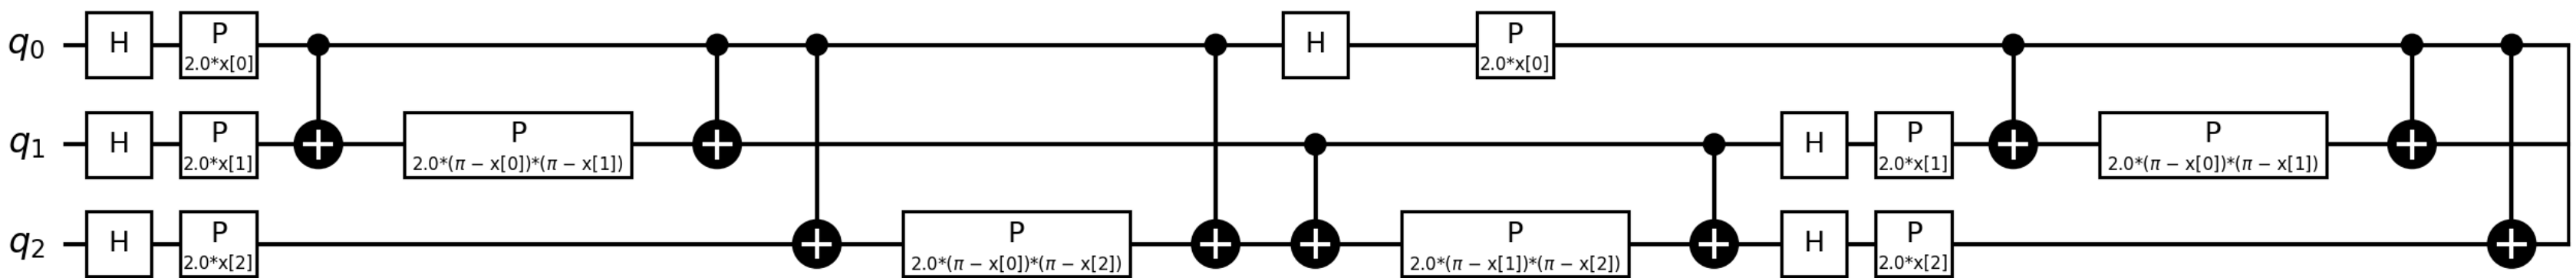 q0 H P 2.0*x[0] H P 2.0*x[0]
q1 H P 2.0*x[1] P 2.0*(π − x[0])*(π − x[1]) H P 2.0*x[1] P 2.0*(π − x[0])*(π − x[1])
q2 H P 2.0*x[2] P 2.0*(π − x[0])*(π − x[2]) P 2.0*(π − x[1])*(π − x[2]) H P 2.0*x[2]